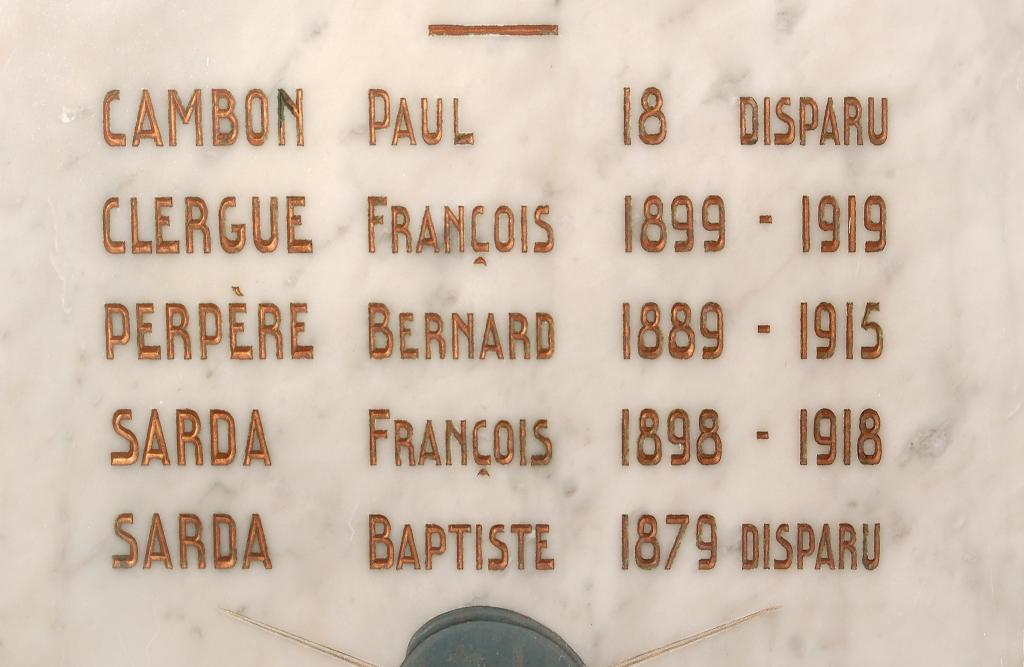 CAMBON PAUL 18 DISPARU
CLERGUE FRANÇOIS 1899 - 1919
PERPÈRE BERNARD 1889 - 1915
SARDA FRANÇOIS 1898 - 1918
SARDA BAPTISTE 1879 DISPARU